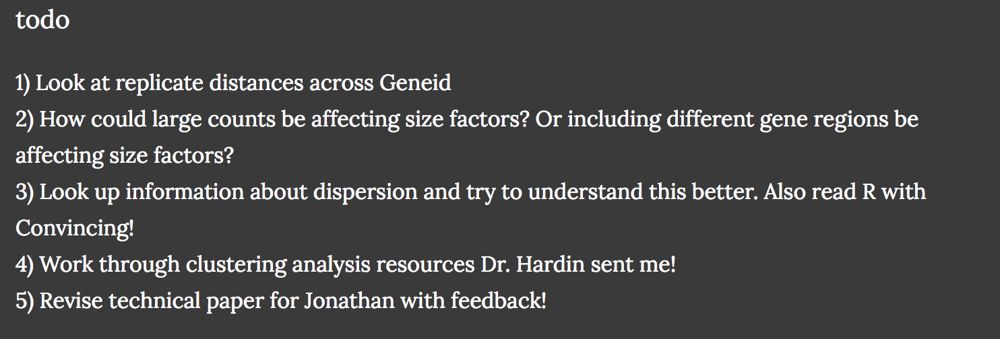 todo
1) Look at replicate distances across Geneid
2) How could large counts be affecting size factors? Or including different gene regions be
affecting size factors?
3) Look up information about dispersion and try to understand this better. Also read R with
Convincing!
4) Work through clustering analysis resources Dr. Hardin sent me!
5) Revise technical paper for Jonathan with feedback!